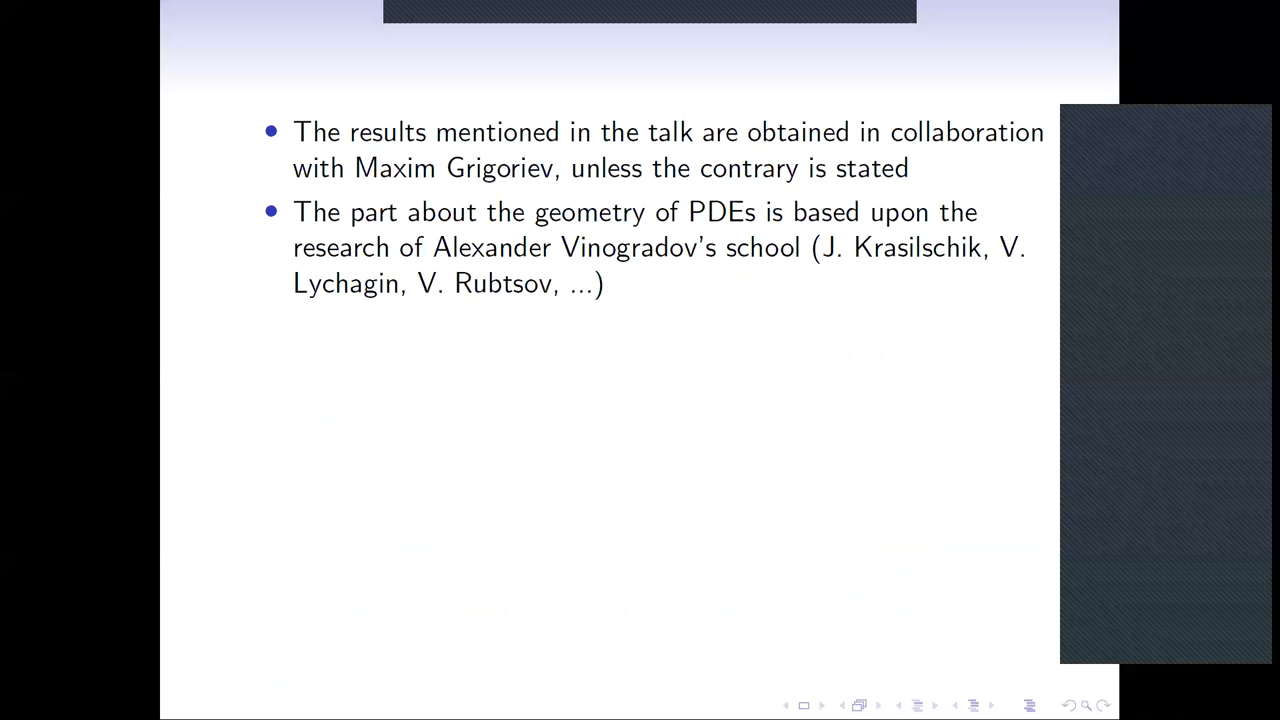 The results mentioned in the talk are obtained in collaboration
with Maxim Grigoriev, unless the contrary is stated
The part about the geometry of PDEs is based upon the
research of Alexander Vinogradov's school (J. Krasilschik, V.
Lychagin, V. Rubtsov, ...)